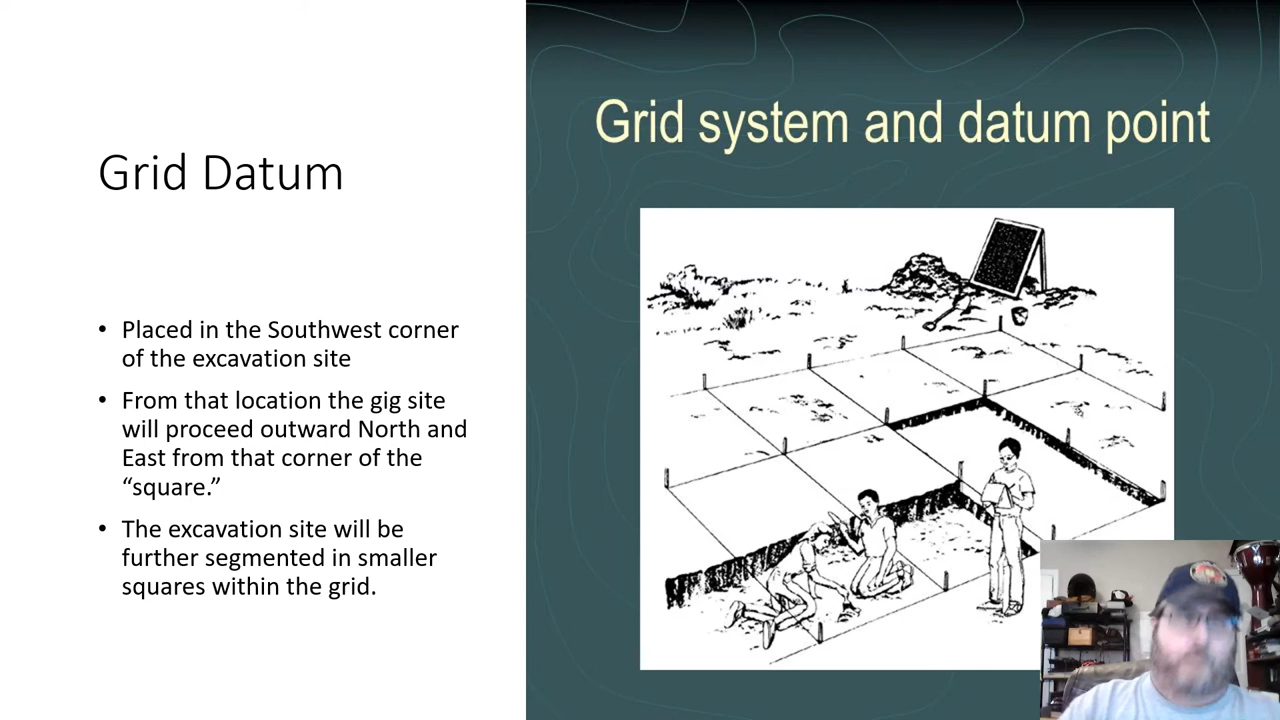 Grid Datum
• Placed in the Southwest corner
of the excavation site
• From that location the gig site
will proceed outward North and
East from that corner of the
“square.”
• The excavation site will be
further segmented in smaller
squares within the grid.
Grid system and datum point